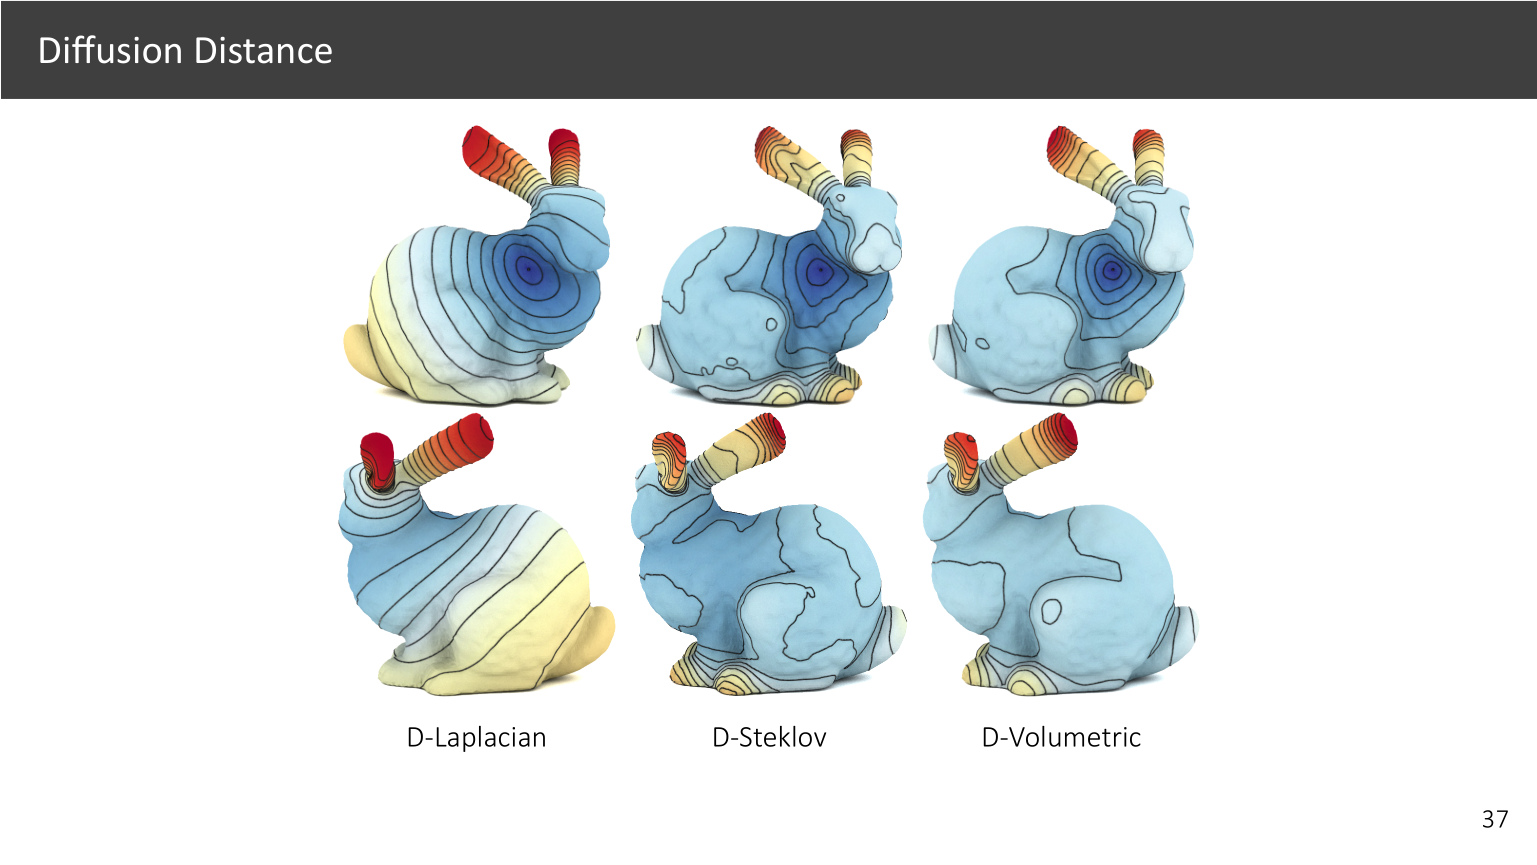 Diffusion Distance
D-Laplacian
D-Steklov
D-Volumetric
37